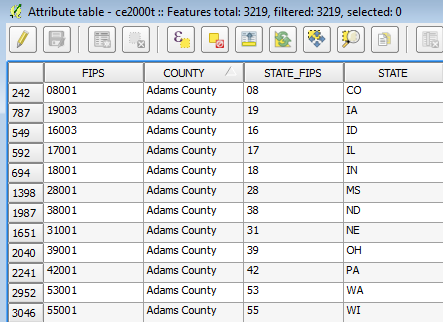 Attribute table - ce2000t :: Features total: 3219, filtered: 3219, selected: 0
FIPS COUNTY STATE_FIPS STATE
242 08001 Adams County 08 CO
787 19003 Adams County 19 IA
549 16003 Adams County 16 ID
592 17001 Adams County 17 IL
694 18001 Adams County 18 IN
1398 28001 Adams County 28 MS
1987 38001 Adams County 38 ND
1651 31001 Adams County 31 NE
2040 39001 Adams County 39 OH
2241 42001 Adams County 42 PA
2952 53001 Adams County 53 WA
3046 55001 Adams County 55 WI